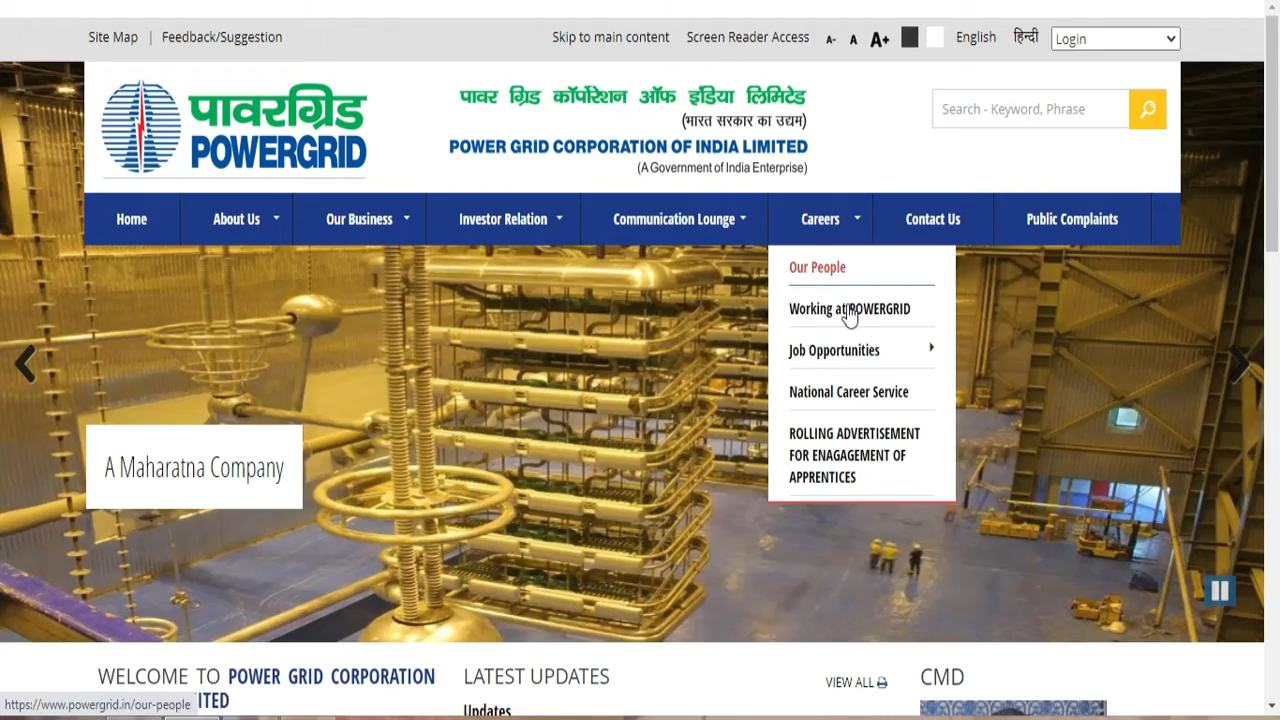 Site Map | Feedback/Suggestion
Skip to main content Screen Reader Access A- A A+ English हिन्दी Login
पावरग्रिड
POWERGRID
पावर ग्रिड कॉर्पोरेशन ऑफ इंडिया लिमिटेड
(भारत सरकार का उद्यम)
POWER GRID CORPORATION OF INDIA LIMITED
(A Government of India Enterprise)
Search - Keyword, Phrase
Home About Us Our Business Investor Relation Communication Lounge Careers Contact Us Public Complaints
Our People
Working at POWERGRID
Job Opportunities
National Career Service
ROLLING ADVERTISEMENT
FOR ENAGAGEMENT OF
APPRENTICES
A Maharatna Company
WELCOME TO POWER GRID CORPORATION
LATEST UPDATES
VIEW ALL
CMD
Updates
https://www.powergrid.in/our-people